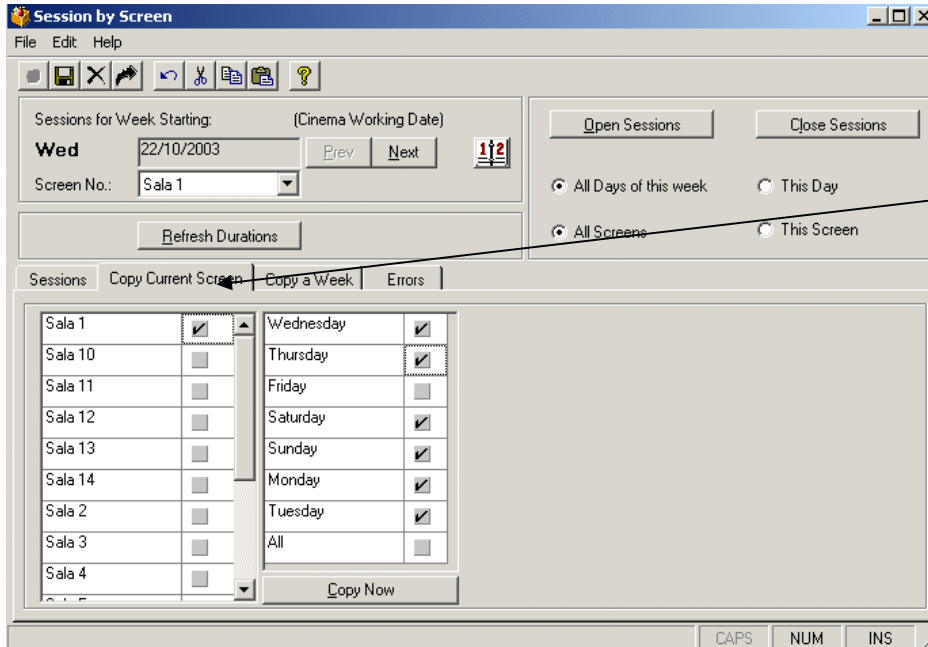 Session by Screen
File Edit Help
Sessions for Week Starting: (Cinema Working Date)
Wed 22/10/2003 Prev Next 1 2
Screen No.: Sala 1
Refresh Durations
Open Sessions Close Sessions
All Days of this week This Day
All Screens This Screen
Sessions Copy Current Screen Copy a Week Errors
Sala 1 Wednesday
Sala 10 Thursday
Sala 11 Friday
Sala 12 Saturday
Sala 13 Sunday
Sala 14 Monday
Sala 2 Tuesday
Sala 3 All
Sala 4
Copy Now
CAPS NUM INS